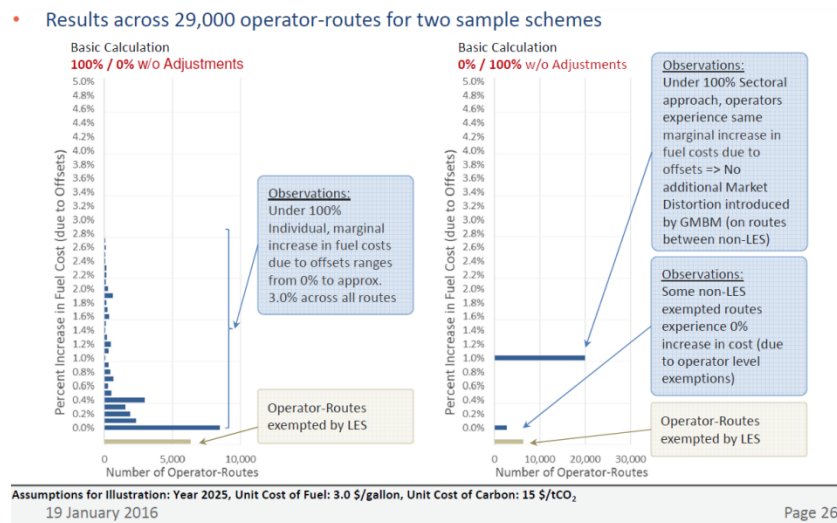 • Results across 29,000 operator-routes for two sample schemes
Basic Calculation
100% / 0% w/o Adjustments
Percent Increase in Fuel Cost (due to Offsets)
5.0%
4.8%
4.6%
4.4%
4.2%
4.0%
3.8%
3.6%
3.4%
3.2%
3.0%
2.8%
2.6%
2.4%
2.2%
2.0%
1.8%
1.6%
1.4%
1.2%
1.0%
0.8%
0.6%
0.4%
0.2%
0.0%
0
5,000
10,000
Number of Operator-Routes
Observations:
Under 100%
Individual, marginal
increase in fuel costs
due to offsets ranges
from 0% to approx.
3.0% across all routes
Operator-Routes
exempted by LES
Basic Calculation
0% / 100% w/o Adjustments
Percent Increase in Fuel Cost (due to Offsets)
5.0%
4.8%
4.6%
4.4%
4.2%
4.0%
3.8%
3.6%
3.4%
3.2%
3.0%
2.8%
2.6%
2.4%
2.2%
2.0%
1.8%
1.6%
1.4%
1.2%
1.0%
0.8%
0.6%
0.4%
0.2%
0.0%
0
10,000
20,000
30,000
Number of Operator-Routes
Observations:
Under 100% Sectoral
approach, operators
experience same
marginal increase in
fuel costs due to
offsets => No
additional Market
Distortion introduced
by GMBM (on routes
between non-LES)
Observations:
Some non-LES
exempted routes
experience 0%
increase in cost (due
to operator level
exemptions)
Operator-Routes
exempted by LES
Assumptions for Illustration: Year 2025, Unit Cost of Fuel: 3.0 $/gallon, Unit Cost of Carbon: 15 $/tCO₂
19 January 2016
Page 26